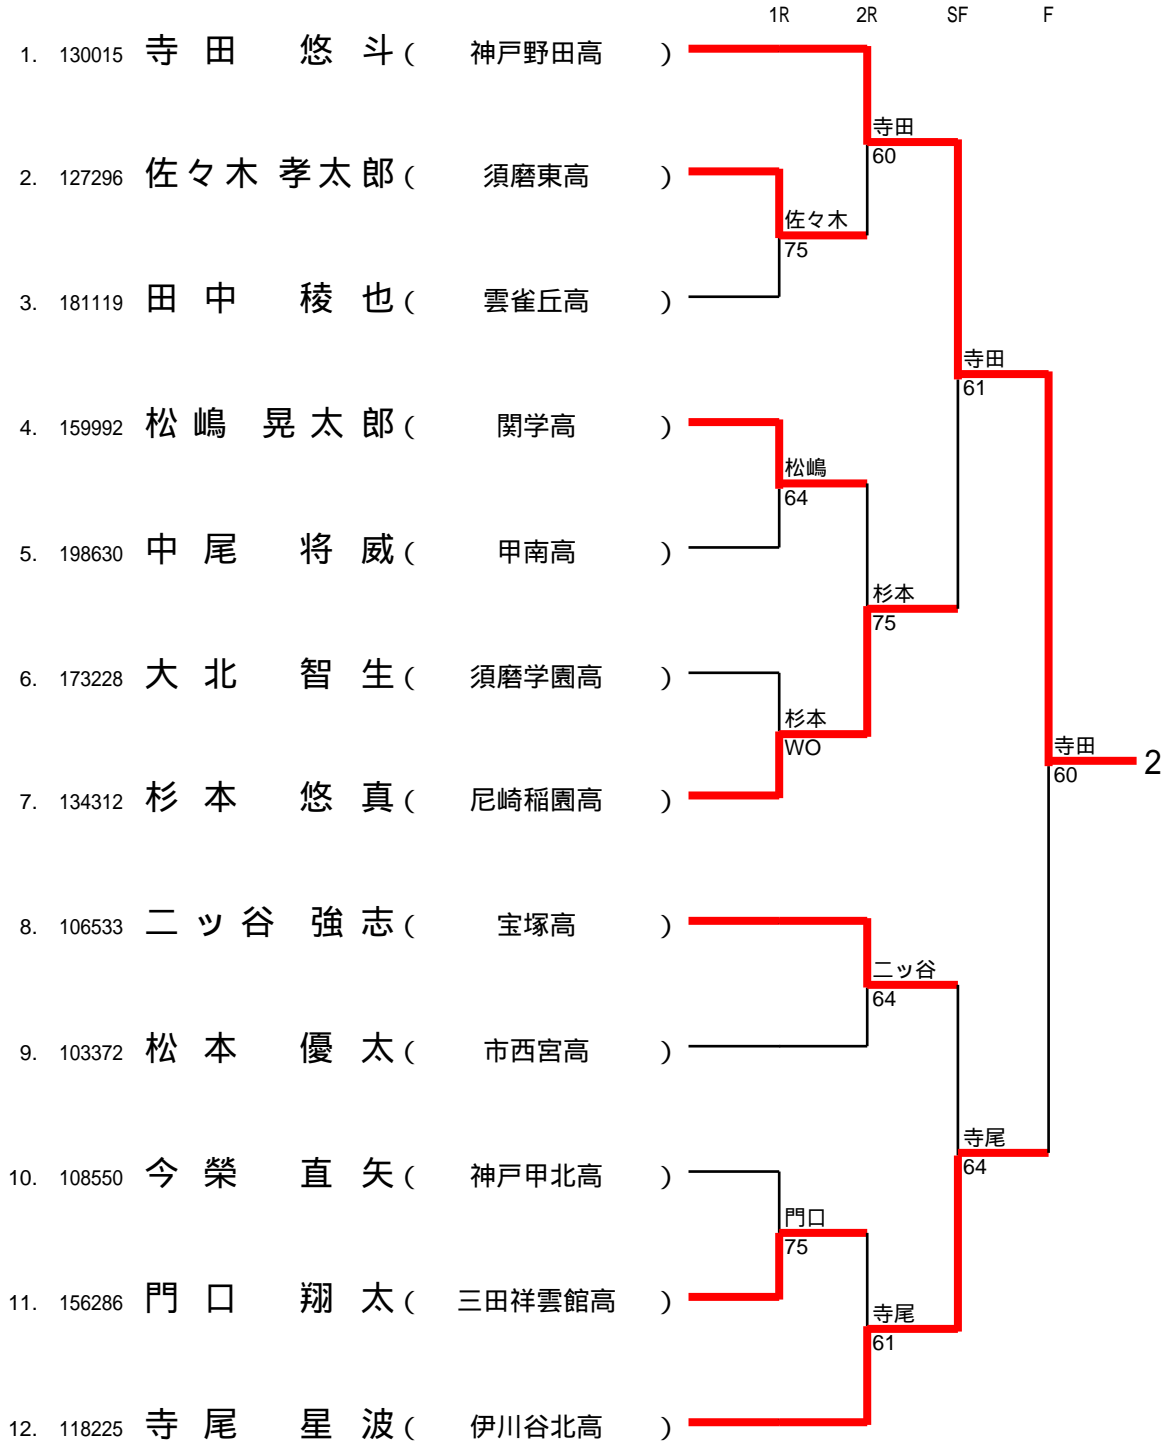 1R 2R SF F
1. 130015 寺田 悠斗 ( 神戸野田高 )
寺田
60
2. 127296 佐々木 孝太郎 ( 須磨東高 )
佐々木
75
3. 181119 田中 稜也 ( 雲雀丘高 )
寺田
61
4. 159992 松嶋 晃太郎 ( 関学高 )
松嶋
64
5. 198630 中尾 将威 ( 甲南高 )
杉本
75
6. 173228 大北 智生 ( 須磨学園高 )
杉本
WO
寺田
60
2
7. 134312 杉本 悠真 ( 尼崎稲園高 )
8. 106533 二ッ谷 強志 ( 宝塚高 )
二ッ谷
64
9. 103372 松本 優太 ( 市西宮高 )
寺尾
64
10. 108550 今榮 直矢 ( 神戸甲北高 )
門口
75
11. 156286 門口 翔太 ( 三田祥雲館高 )
寺尾
61
12. 118225 寺尾 星波 ( 伊川谷北高 )